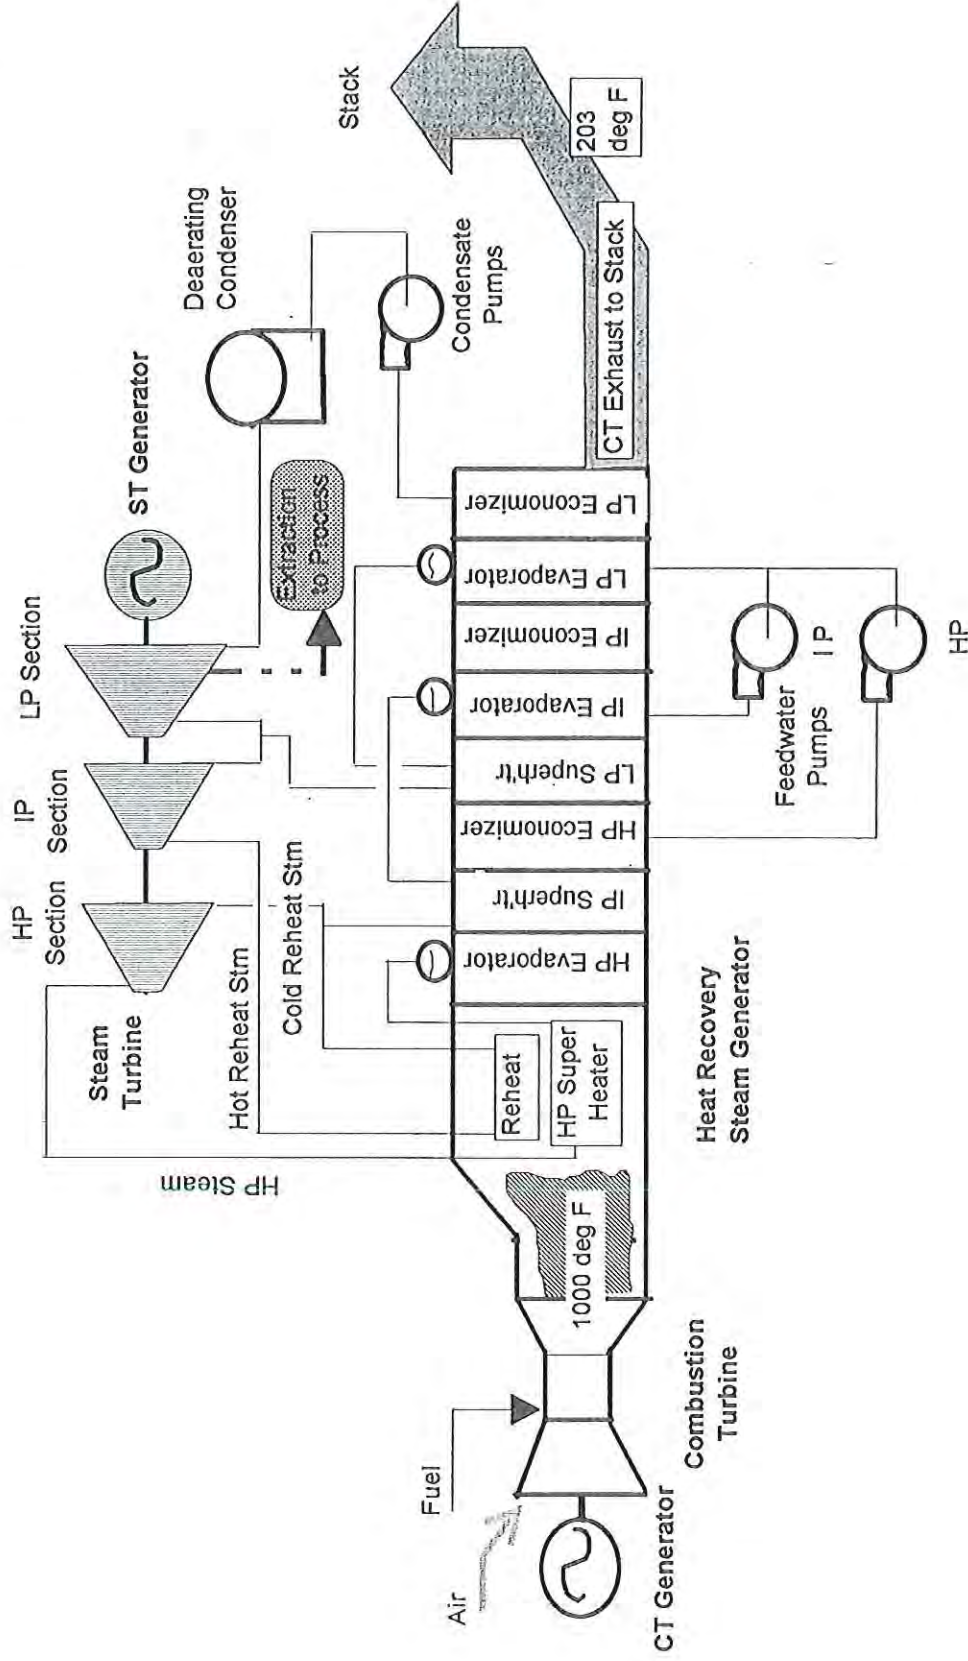 HP
Section
IP
Section
LP Section
ST Generator
Deaerating
Condenser
Stack
Steam
Turbine
HP Steam
Hot Reheat Stm
Cold Reheat Stm
Extraction
to Process
Condensate
Pumps
203
deg F
CT Exhaust to Stack
Air
Fuel
1000 deg F
Reheat
HP Super
Heater
HP Evaporator
IP Superh'tr
HP Economizer
LP Superh'tr
IP Evaporator
IP Economizer
LP Evaporator
LP Economizer
CT Generator
Combustion
Turbine
Heat Recovery
Steam Generator
Feedwater
Pumps
IP
HP